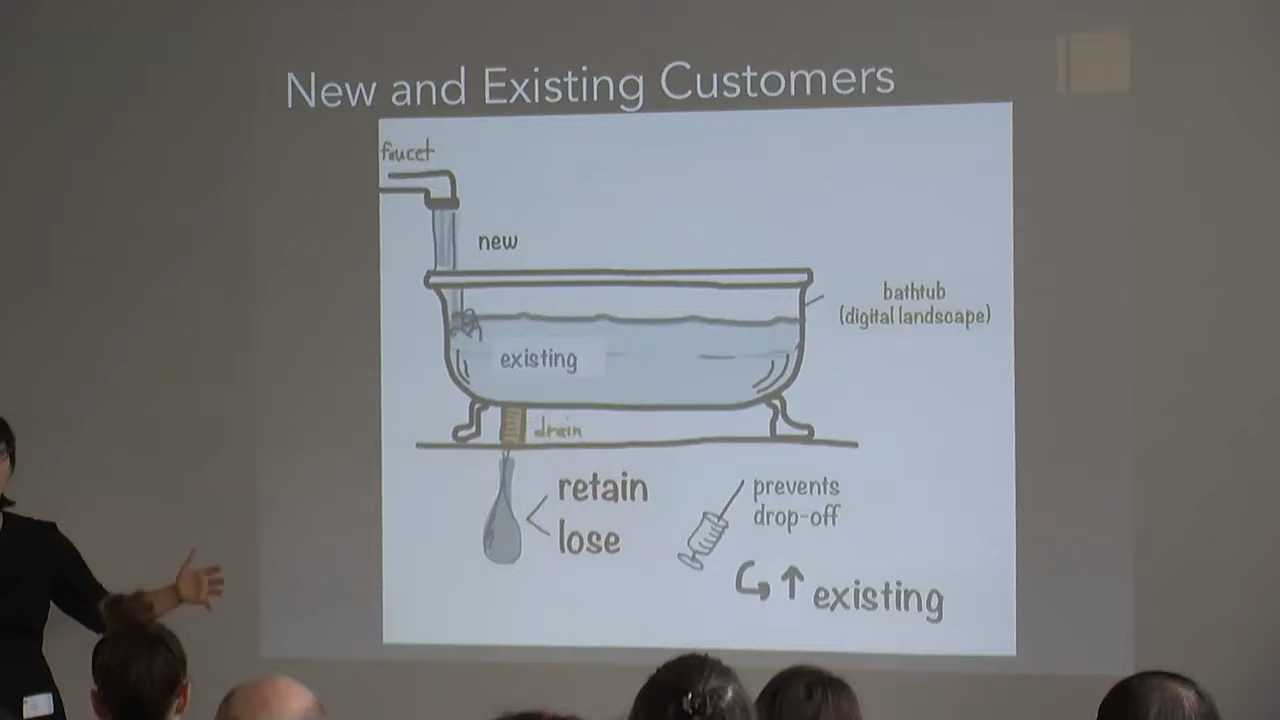 New and Existing Customers
faucet
new
bathtub
(digital landscape)
existing
drain
retain
lose
prevents
drop-off
↑ existing